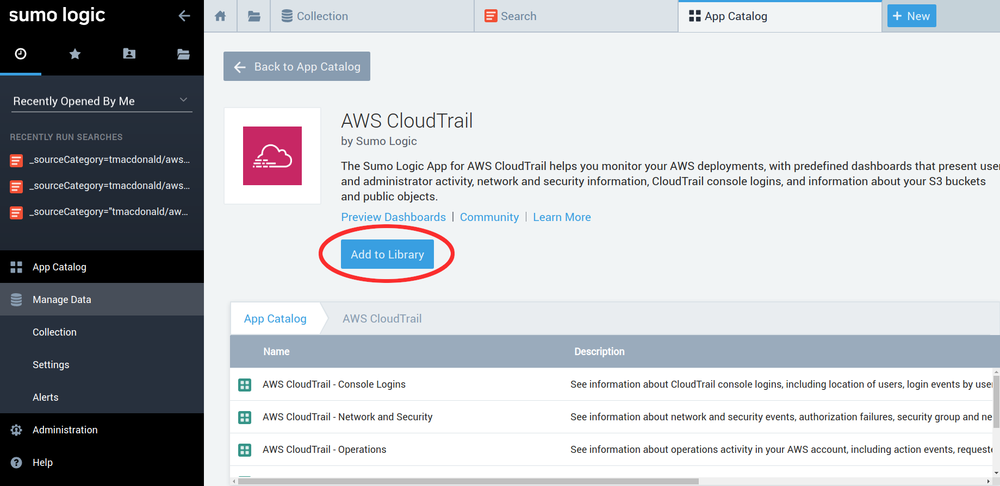 sumo logic
Collection
Search
App Catalog
+ New
Back to App Catalog
Recently Opened By Me
RECENTLY RUN SEARCHES
_sourceCategory=tmacdonald/aws...
_sourceCategory=tmacdonald/aws...
_sourceCategory="tmacdonald/aw...
App Catalog
Manage Data
Collection
Settings
Alerts
Administration
Help
AWS CloudTrail
by Sumo Logic
The Sumo Logic App for AWS CloudTrail helps you monitor your AWS deployments, with predefined dashboards that present user
and administrator activity, network and security information, CloudTrail console logins, and information about your S3 buckets
and public objects.
Preview Dashboards | Community | Learn More
Add to Library
App Catalog AWS CloudTrail
Name Description
AWS CloudTrail - Console Logins See information about CloudTrail console logins, including location of users, login events by use
AWS CloudTrail - Network and Security See information about network and security events, authorization failures, security group and ne
AWS CloudTrail - Operations See information about operations activity in your AWS account, including action events, requeste